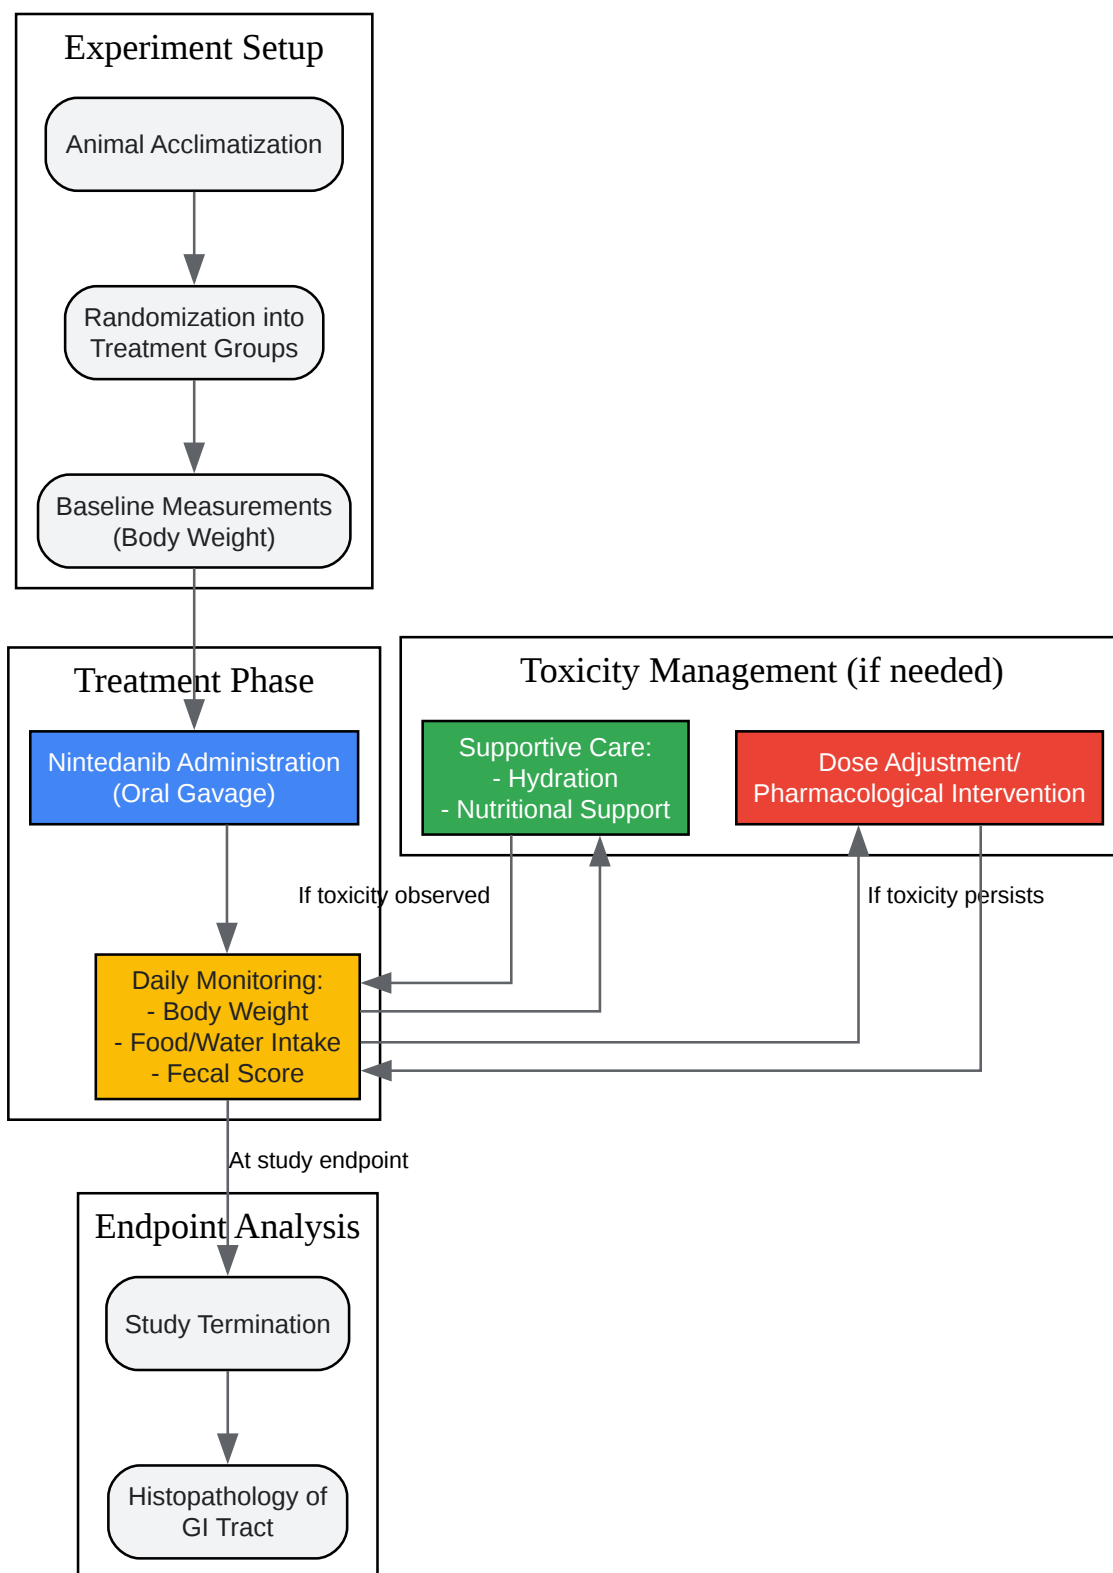 Experiment Setup
Animal Acclimatization
Randomization into
Treatment Groups
Baseline Measurements
(Body Weight)
Treatment Phase
Nintedanib Administration
(Oral Gavage)
Toxicity Management (if needed)
Supportive Care:
- Hydration
- Nutritional Support
Dose Adjustment/
Pharmacological Intervention
If toxicity observed
If toxicity persists
Daily Monitoring:
- Body Weight
- Food/Water Intake
- Fecal Score
At study endpoint
Endpoint Analysis
Study Termination
Histopathology of
GI Tract